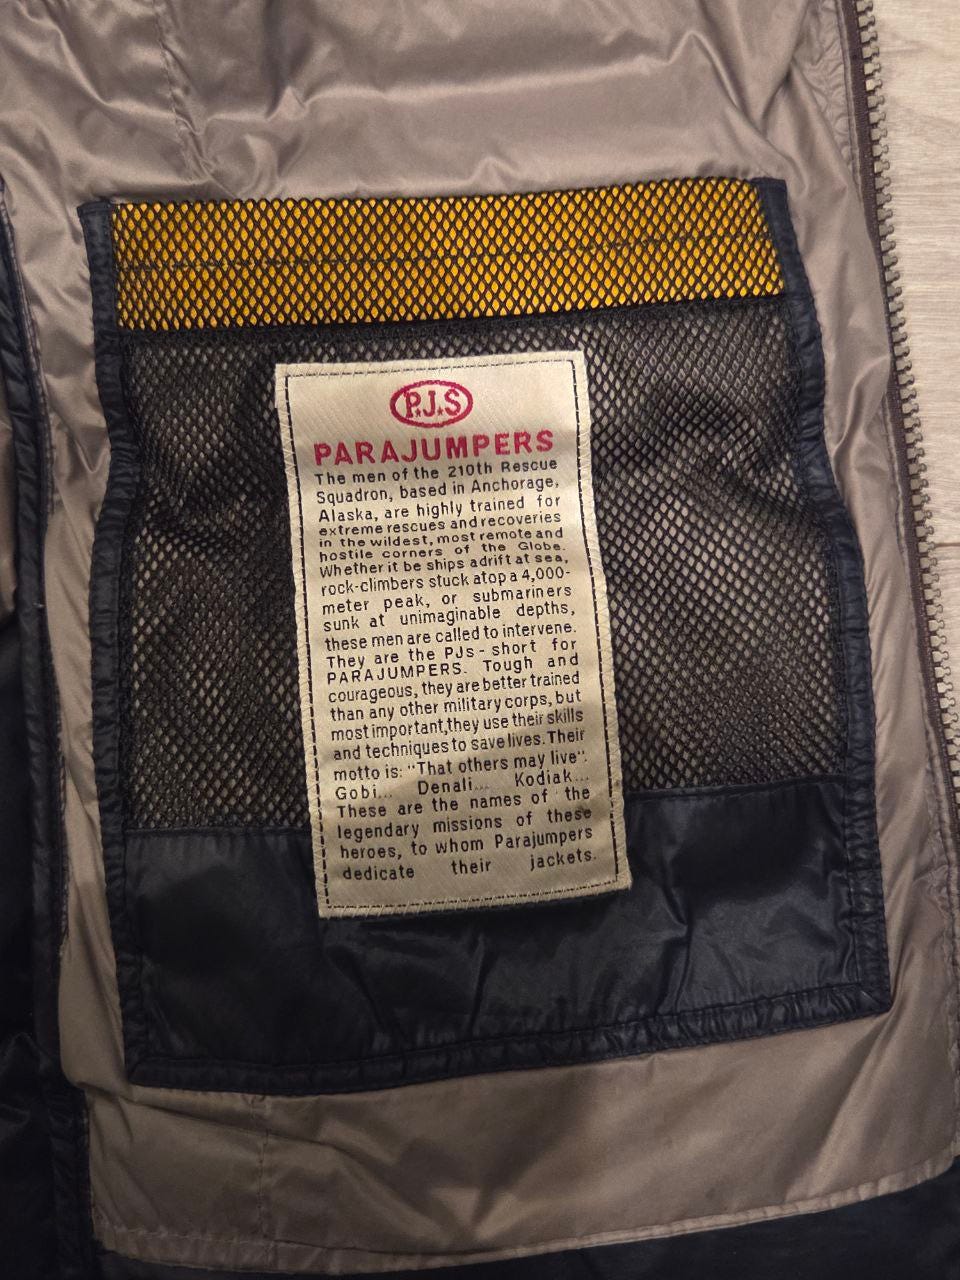 P.J.S
PARAJUMPERS
The men of the 210th Rescue
Squadron, based in Anchorage,
Alaska, are highly trained for
extreme rescues and recoveries
in the wildest, most remote and
hostile corners of the Globe.
Whether it be ships adrift at sea,
rock-climbers stuck atop a 4,000-
meter peak, or submariners
sunk at unimaginable depths,
these men are called to intervene.
They are the PJs - short for
PARAJUMPERS. Tough and
courageous, they are better trained
than any other military corps, but
most important, they use their skills
and techniques to save lives. Their
motto is: "That others may live".
Gobi... Denali... Kodiak...
These are the names of the
legendary missions of these
heroes, to whom Parajumpers
dedicate their jackets.